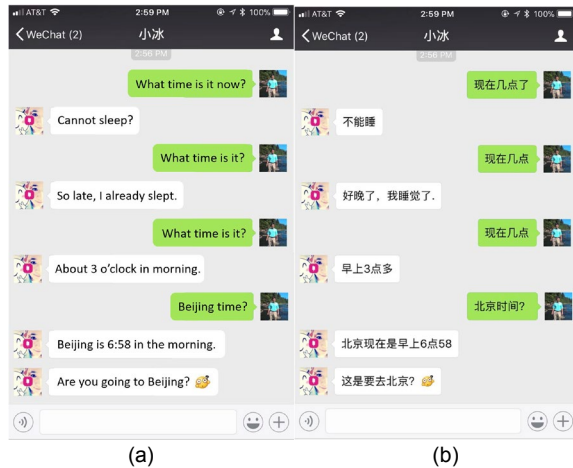 AT&T 2:59 PM 100%
WeChat (2) 小冰
2:56 PM
What time is it now?
Cannot sleep?
What time is it?
So late, I already slept.
What time is it?
About 3 o’clock in morning.
Beijing time?
Beijing is 6:58 in the morning.
Are you going to Beijing?
(a)
AT&T 2:59 PM 100%
WeChat (2) 小冰
2:56 PM
现在几点了
不能睡
现在几点
好晚了，我睡觉了.
现在几点
早上3点多
北京时间?
北京现在是早上6点58
这是要去北京?
(b)